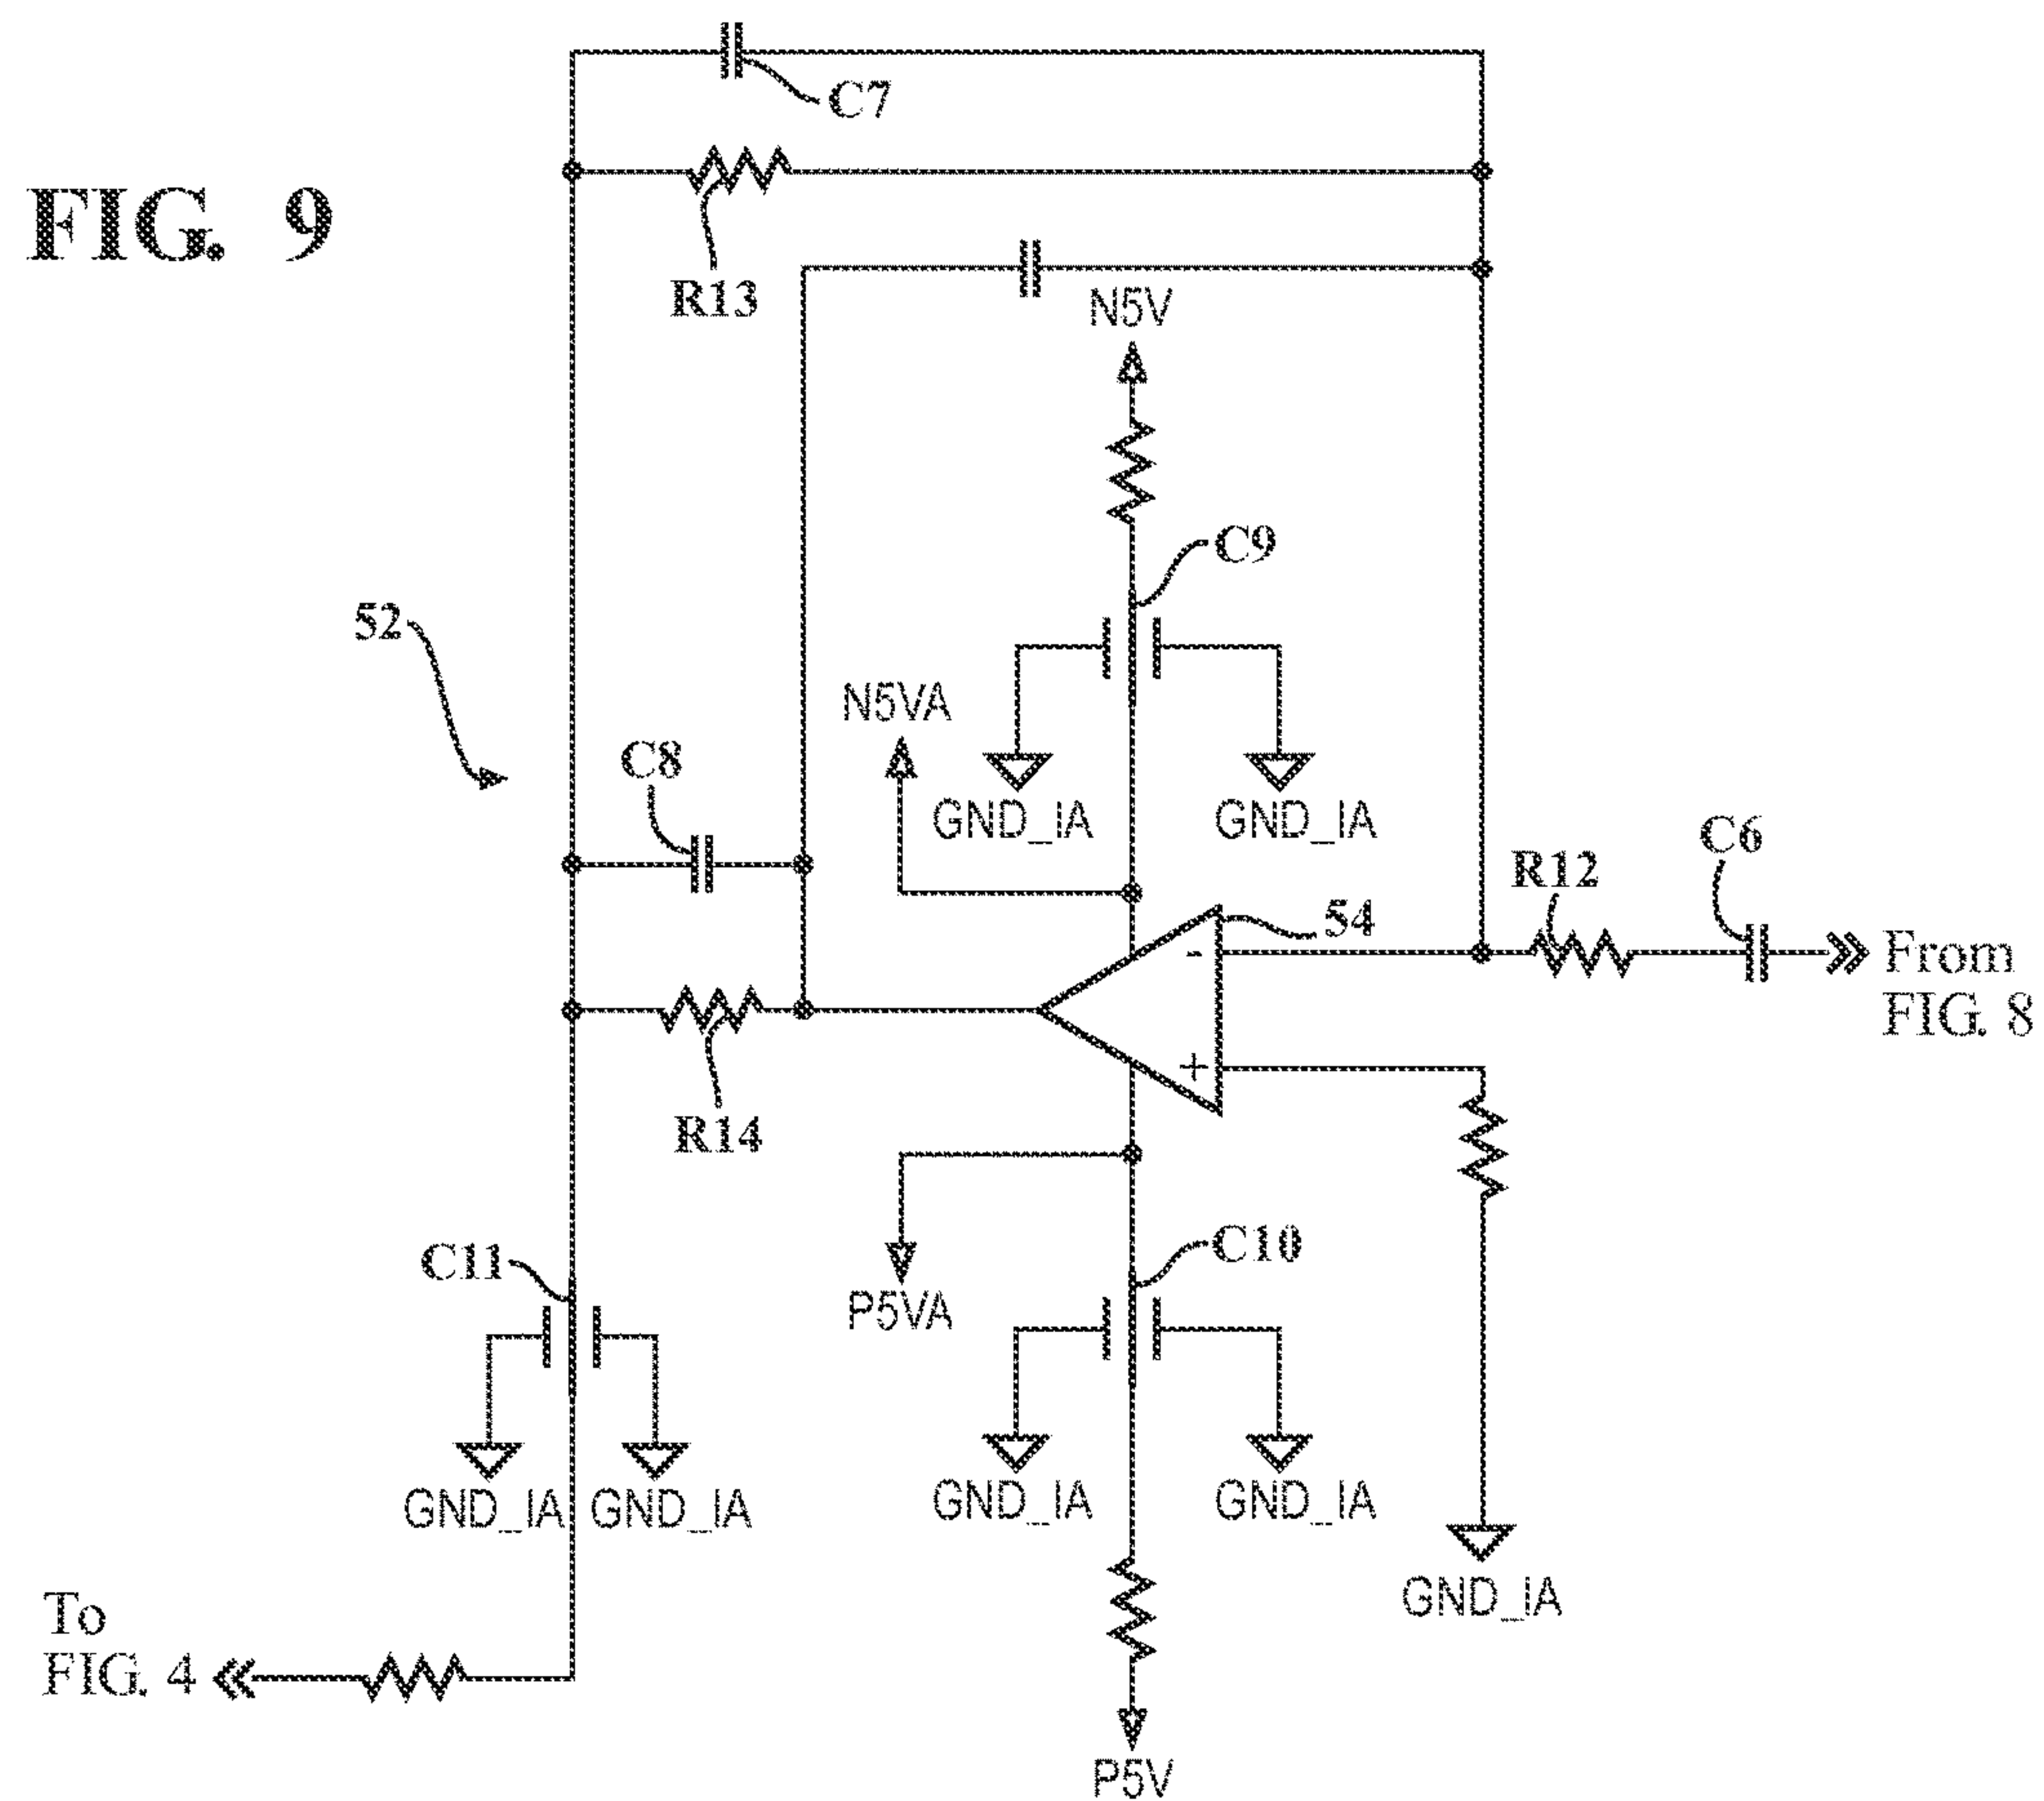 C7
FIG. 9
R13
N5V
C9
52
N5VA
C8
GND_IA
GND_IA
C6
R12
54
-
From
FIG. 8
+
R14
C11
C10
P5VA
GND_IA
GND_IA
GND_IA
GND_IA
GND_IA
To
FIG. 4
P5V